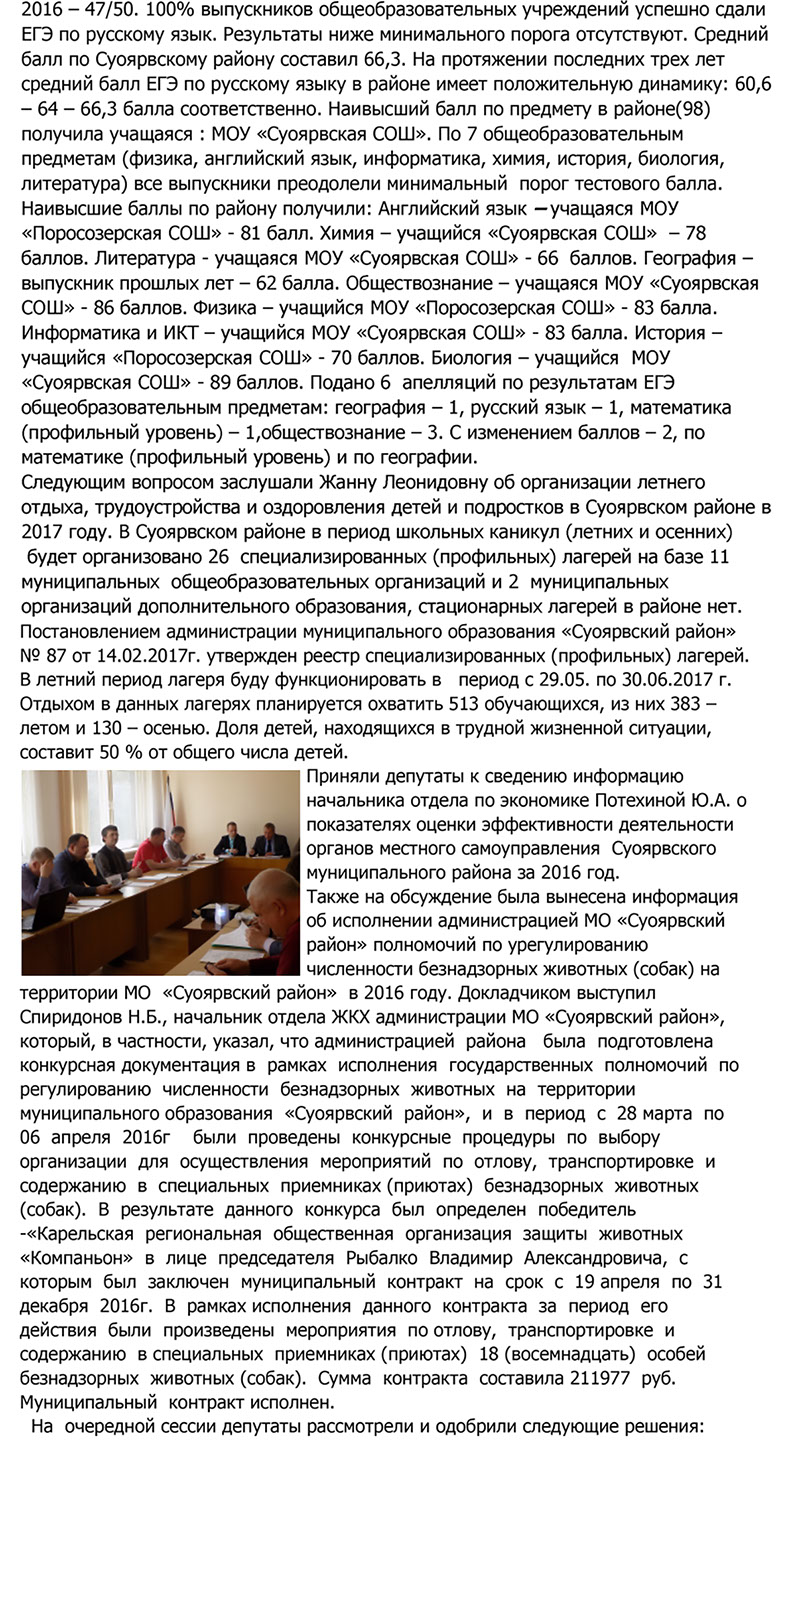 2016 – 47/50. 100% выпускников общеобразовательных учреждений успешно сдали
ЕГЭ по русскому язык. Результаты ниже минимального порога отсутствуют. Средний
балл по Суоярвскому району составил 66,3. На протяжении последних трех лет
средний балл ЕГЭ по русскому языку в районе имеет положительную динамику: 60,6
– 64 – 66,3 балла соответственно. Наивысший балл по предмету в районе(98)
получила учащаяся : МОУ «Суоярвская СОШ». По 7 общеобразовательным
предметам (физика, английский язык, информатика, химия, история, биология,
литература) все выпускники преодолели минимальный  порог тестового балла.
Наивысшие баллы по району получили: Английский язык – учащаяся МОУ
«Поросозерская СОШ» - 81 балл. Химия – учащийся «Суоярвская СОШ»  – 78
баллов. Литература - учащаяся МОУ «Суоярвская СОШ» - 66  баллов. География –
выпускник прошлых лет – 62 балла. Обществознание – учащаяся МОУ «Суоярвская
СОШ» - 86 баллов. Физика – учащийся МОУ «Поросозерская СОШ» - 83 балла.
Информатика и ИКТ – учащийся МОУ «Суоярвская СОШ» - 83 балла. История –
учащийся «Поросозерская СОШ» - 70 баллов. Биология – учащийся  МОУ
«Суоярвская СОШ» - 89 баллов. Подано 6  апелляций по результатам ЕГЭ
общеобразовательным предметам: география – 1, русский язык – 1, математика
(профильный уровень) – 1,обществознание – 3. С изменением баллов – 2, по
математике (профильный уровень) и по географии.
Следующим вопросом заслушали Жанну Леонидовну об организации летнего
отдыха, трудоустройства и оздоровления детей и подростков в Суоярвском районе в
2017 году. В Суоярвском районе в период школьных каникул (летних и осенних)
будет организовано 26  специализированных (профильных) лагерей на базе 11
муниципальных  общеобразовательных организаций и 2  муниципальных
организаций дополнительного образования, стационарных лагерей в районе нет.
Постановлением администрации муниципального образования «Суоярвский район»
№ 87 от 14.02.2017г. утвержден реестр специализированных (профильных) лагерей.
В летний период лагеря буду функционировать в   период с 29.05. по 30.06.2017 г.
Отдыхом в данных лагерях планируется охватить 513 обучающихся, из них 383 –
летом и 130 – осенью. Доля детей, находящихся в трудной жизненной ситуации,
составит 50 % от общего числа детей.
Приняли депутаты к сведению информацию
начальника отдела по экономике Потехиной Ю.А. о
показателях оценки эффективности деятельности
органов местного самоуправления  Суоярвского
муниципального района за 2016 год.
Также на обсуждение была вынесена информация
об исполнении администрацией МО «Суоярвский
район» полномочий по урегулированию
численности безнадзорных животных (собак) на
территории МО  «Суоярвский район»  в 2016 году. Докладчиком выступил
Спиридонов Н.Б., начальник отдела ЖКХ администрации МО «Суоярвский район»,
который, в частности, указал, что администрацией  района   была  подготовлена
конкурсная документация в  рамках  исполнения  государственных  полномочий  по
регулированию  численности  безнадзорных  животных  на  территории
муниципального образования  «Суоярвский  район»,  и  в  период  с  28 марта  по
06  апреля  2016г    были  проведены  конкурсные  процедуры  по  выбору
организации  для  осуществления  мероприятий  по  отлову,  транспортировке  и
содержанию  в  специальных  приемниках (приютах)  безнадзорных  животных
(собак).  В  результате  данного  конкурса  был  определен  победитель
-«Карельская  региональная  общественная  организация  защиты  животных
«Компаньон»  в  лице  председателя  Рыбалко  Владимир  Александровича,  с
которым  был  заключен  муниципальный  контракт  на  срок  с  19 апреля  по  31
декабря  2016г.  В  рамках исполнения  данного  контракта  за  период  его
действия  были  произведены  мероприятия  по отлову,  транспортировке  и
содержанию  в специальных  приемниках (приютах)  18 (восемнадцать)  особей
безнадзорных  животных (собак).  Сумма  контракта  составила 211977  руб.
Муниципальный  контракт исполнен.
На  очередной сессии депутаты рассмотрели и одобрили следующие решения: